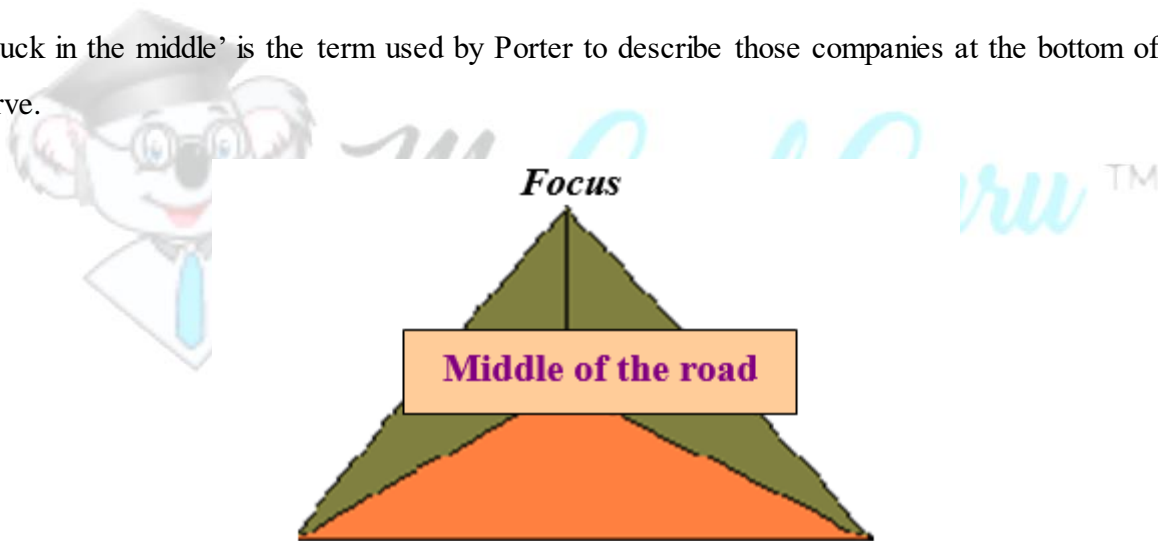 uck in the middle’ is the term used by Porter to describe those companies at the bottom of
rve.
TM
Focus
Middle of the road